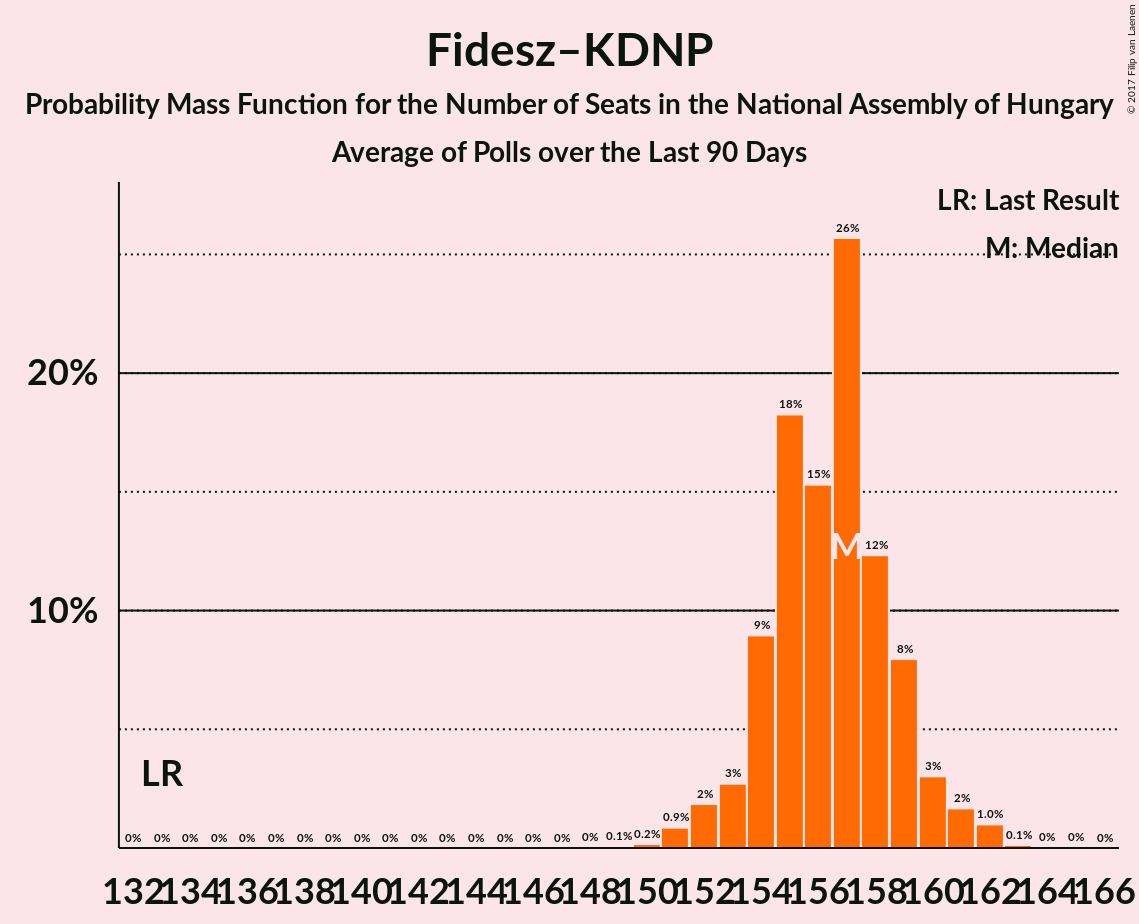 Fidesz–KDNP
Probability Mass Function for the Number of Seats in the National Assembly of Hungary
Average of Polls over the Last 90 Days
© 2017 Filip van Laenen
LR: Last Result
M: Median
26%
20%
18%
15%
M
12%
10%
9%
8%
LR
3%
3%
2%
2%
0.9%
1.0%
0% 0% 0% 0% 0% 0% 0% 0% 0% 0% 0% 0% 0% 0% 0% 0% 0% 0.1% 0.2% 0.1% 0% 0% 0%
132 134 136 138 140 142 144 146 148 150 152 154 156 158 160 162 164 166